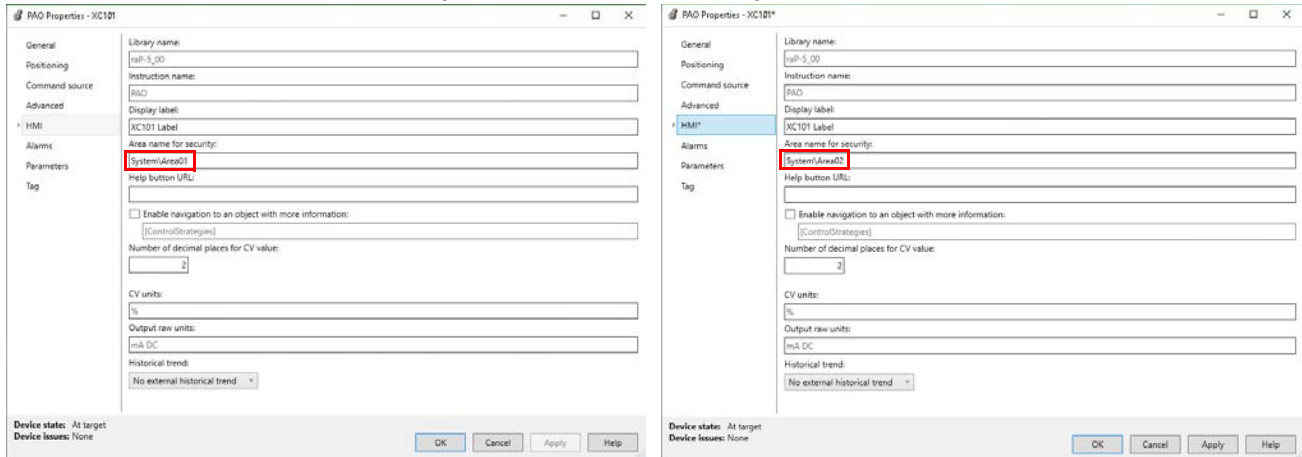 PAO Properties - XC101
General
Positioning
Command source
Advanced
HMI
Alarms
Parameters
Tag
Library name:
raP-5_00
Instruction name:
PAO
Display label:
XC101 Label
Area name for security:
System\Area01
Help button URL:
Enable navigation to an object with more information:
[ControlStrategies]
Number of decimal places for CV value:
2
CV units:
%
Output raw units:
mA DC
Historical trend:
No external historical trend
Device state: At target
Device issues: None
OK Cancel Apply Help
PAO Properties - XC101*
General
Positioning
Command source
Advanced
HMI*
Alarms
Parameters
Tag
Library name:
raP-5_00
Instruction name:
PAO
Display label:
XC101 Label
Area name for security:
System\Area02
Help button URL:
Enable navigation to an object with more information:
[ControlStrategies]
Number of decimal places for CV value:
2
CV units:
%
Output raw units:
mA DC
Historical trend:
No external historical trend
Device state: At target
Device issues: None
OK Cancel Apply Help